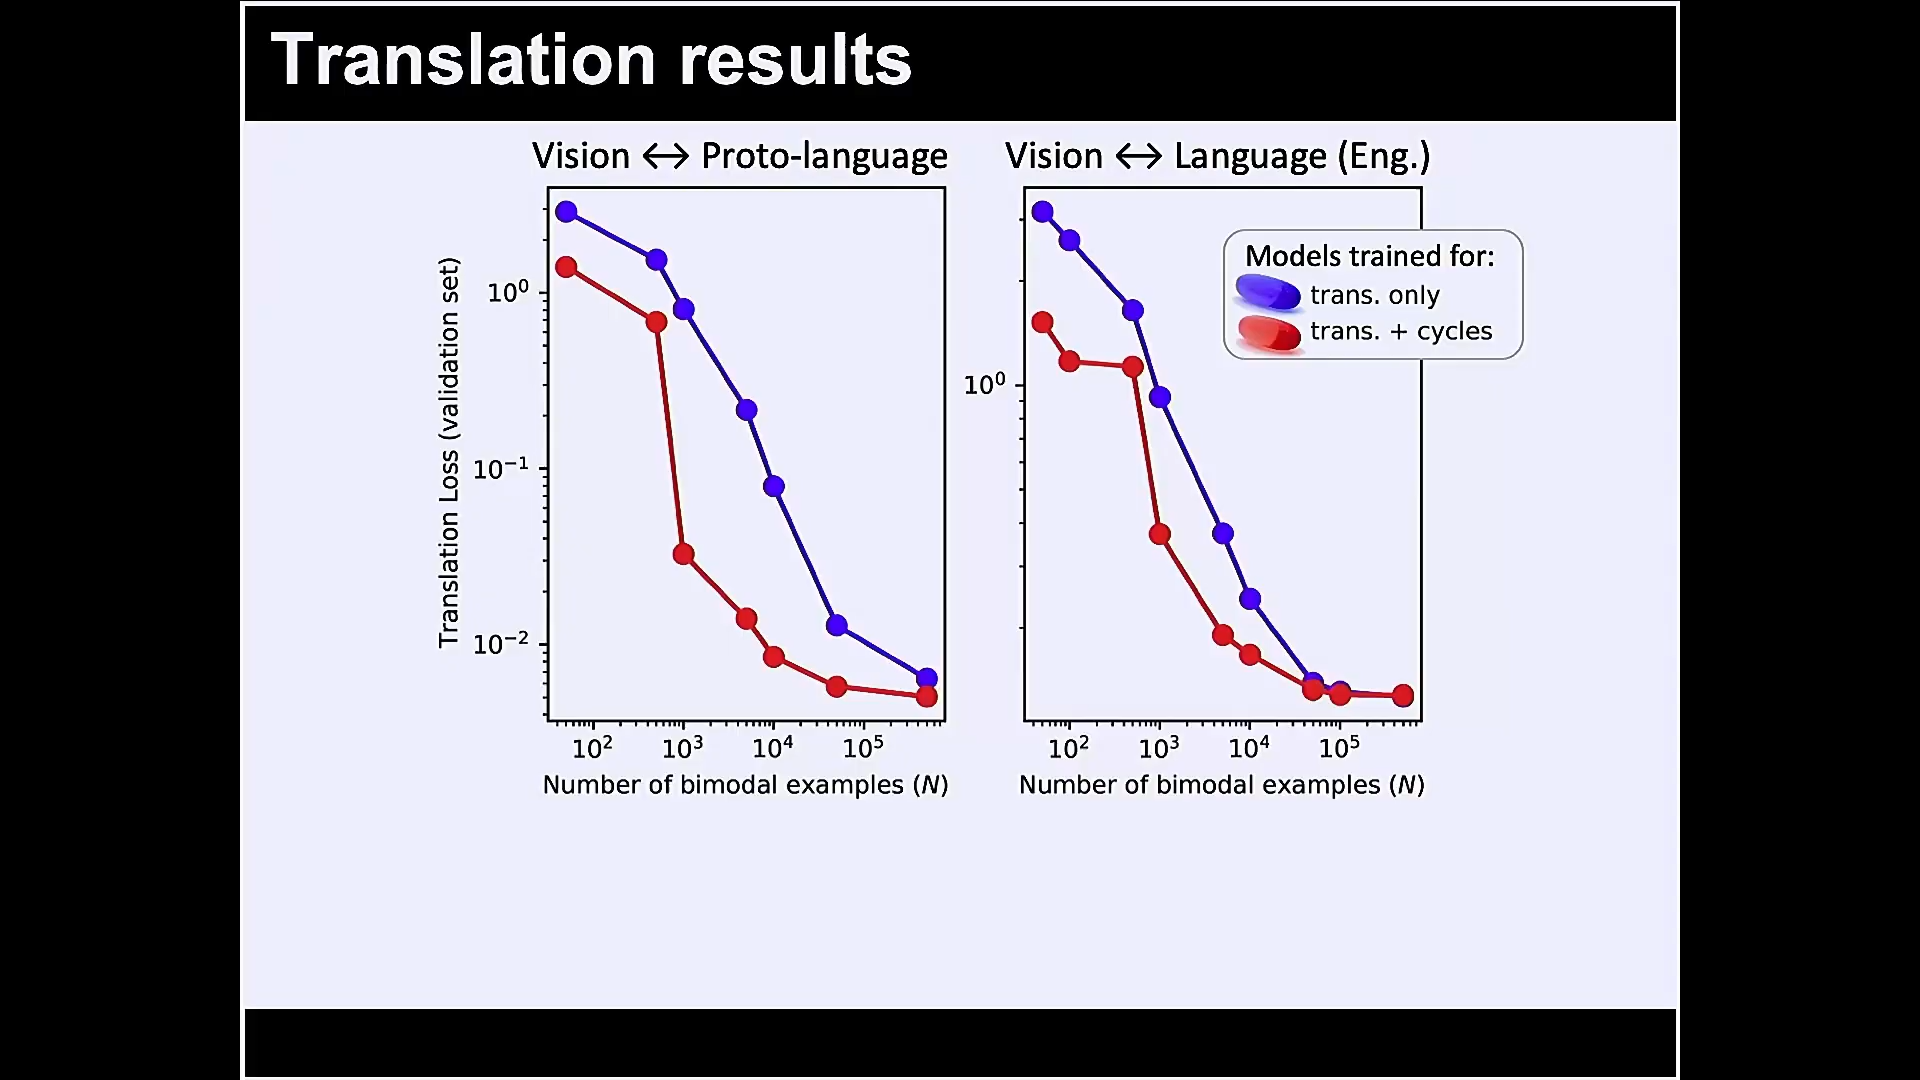 Translation results
Vision ↔ Proto-language
Vision ↔ Language (Eng.)
Translation Loss (validation set)
10⁰
10⁻¹
10⁻²
10² 10³ 10⁴ 10⁵
Number of bimodal examples (N)
10⁰
10² 10³ 10⁴ 10⁵
Number of bimodal examples (N)
Models trained for:
trans. only
trans. + cycles